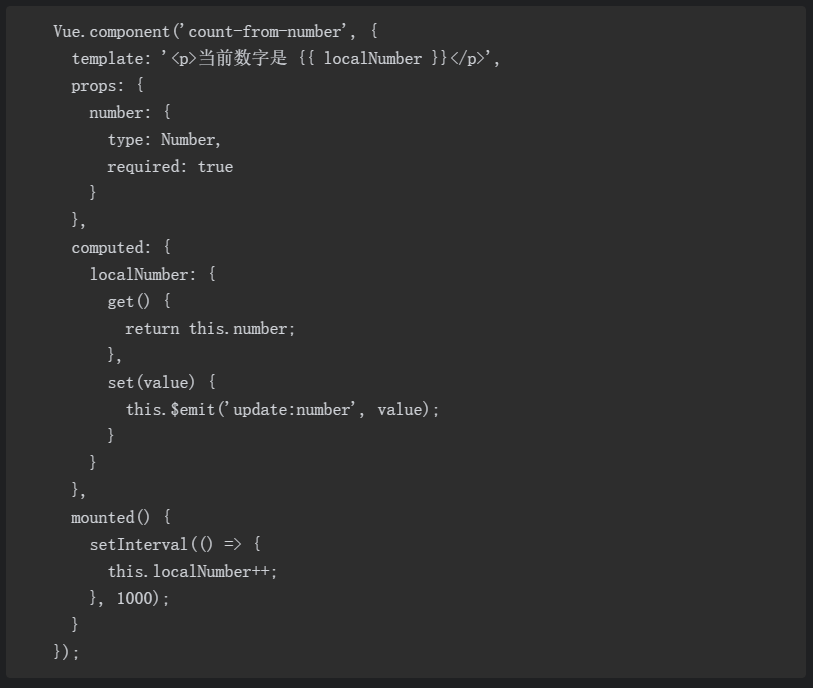 Vue.component('count-from-number', {
  template: '<p>当前数字是 {{ localNumber }}</p>',
  props: {
    number: {
      type: Number,
      required: true
    }
  },
  computed: {
    localNumber: {
      get() {
        return this.number;
      },
      set(value) {
        this.$emit('update:number', value);
      }
    }
  },
  mounted() {
    setInterval(() => {
      this.localNumber++;
    }, 1000);
  }
});